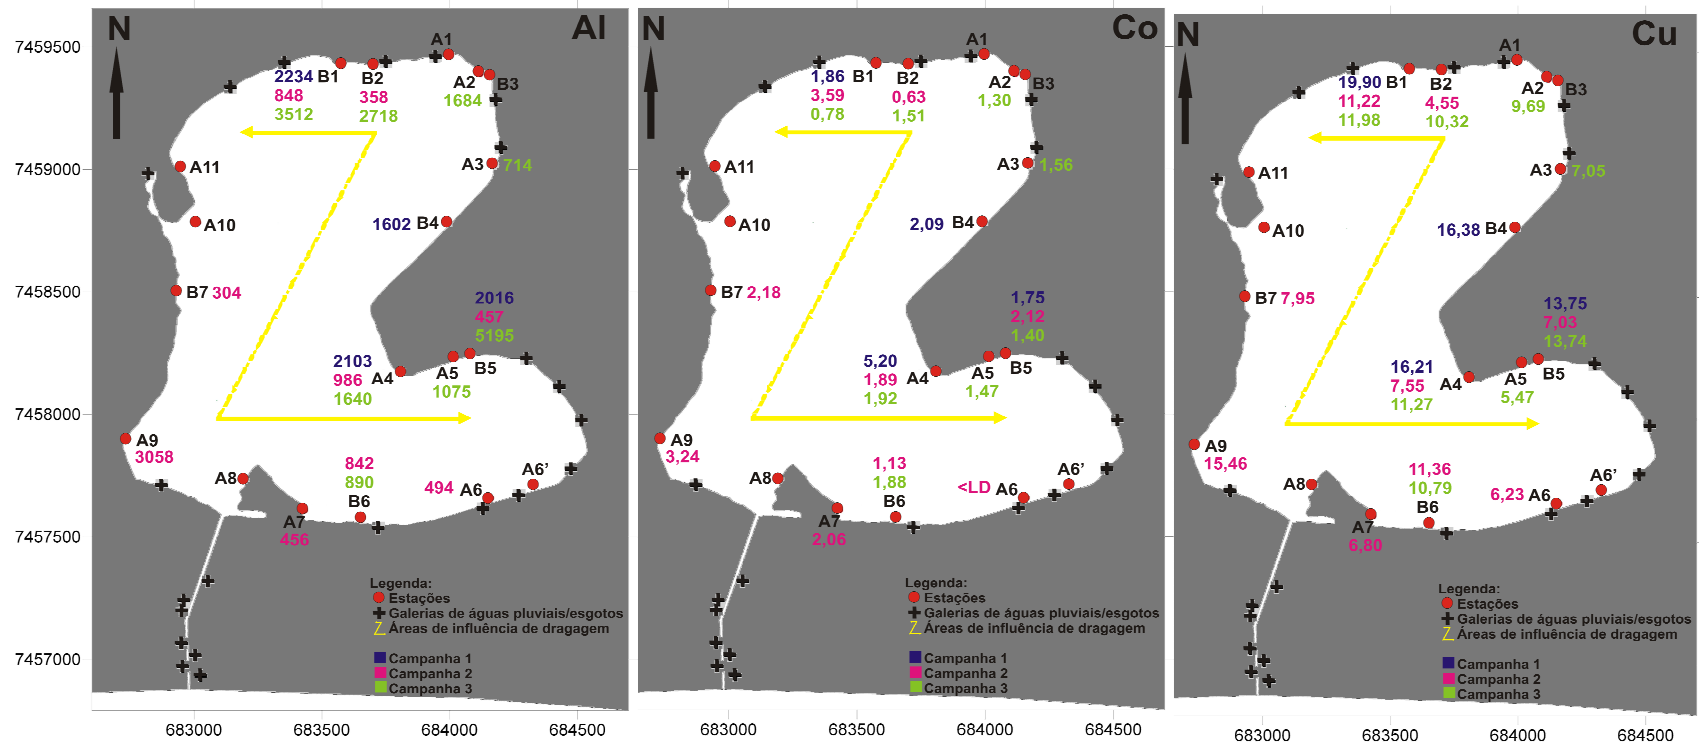 N
Al
7459500
7459000
7458500
7458000
7457500
7457000
A1
B1
B2
A2
B3
2234
848
3512
358
2718
1684
A11
A3
714
A10
1602
B4
B7
304
2016
457
5195
2103
986
1640
A4
A5
B5
1075
A9
3058
A8
842
890
B6
494
A6
A6’
A7
456
Legenda:
Estações
Galerias de águas pluviais/esgotos
Áreas de influência de dragagem
Campanha 1
Campanha 2
Campanha 3
683000
683500
684000
684500
N
Co
A1
B1
B2
A2
B3
1,86
3,59
0,78
0,63
1,51
1,30
A11
A3
1,56
A10
2,09
B4
B7
2,18
1,75
2,12
1,40
5,20
1,89
1,92
A4
A5
B5
1,47
A9
3,24
A8
1,13
1,88
B6
<LD
A6
A6’
A7
2,06
Legenda:
Estações
Galerias de águas pluviais/esgotos
Áreas de influência de dragagem
Campanha 1
Campanha 2
Campanha 3
683000
683500
684000
684500
N
Cu
A1
B1
B2
A2
B3
19,90
11,22
11,98
4,55
10,32
9,69
A11
A3
7,05
A10
16,38
B4
B7
7,95
13,75
7,03
13,74
16,21
7,55
11,27
A4
A5
B5
5,47
A9
15,46
A8
11,36
10,79
B6
6,23
A6
A6’
A7
6,80
Legenda:
Estações
Galerias de águas pluviais/esgotos
Áreas de influência de dragagem
Campanha 1
Campanha 2
Campanha 3
683000
683500
684000
684500